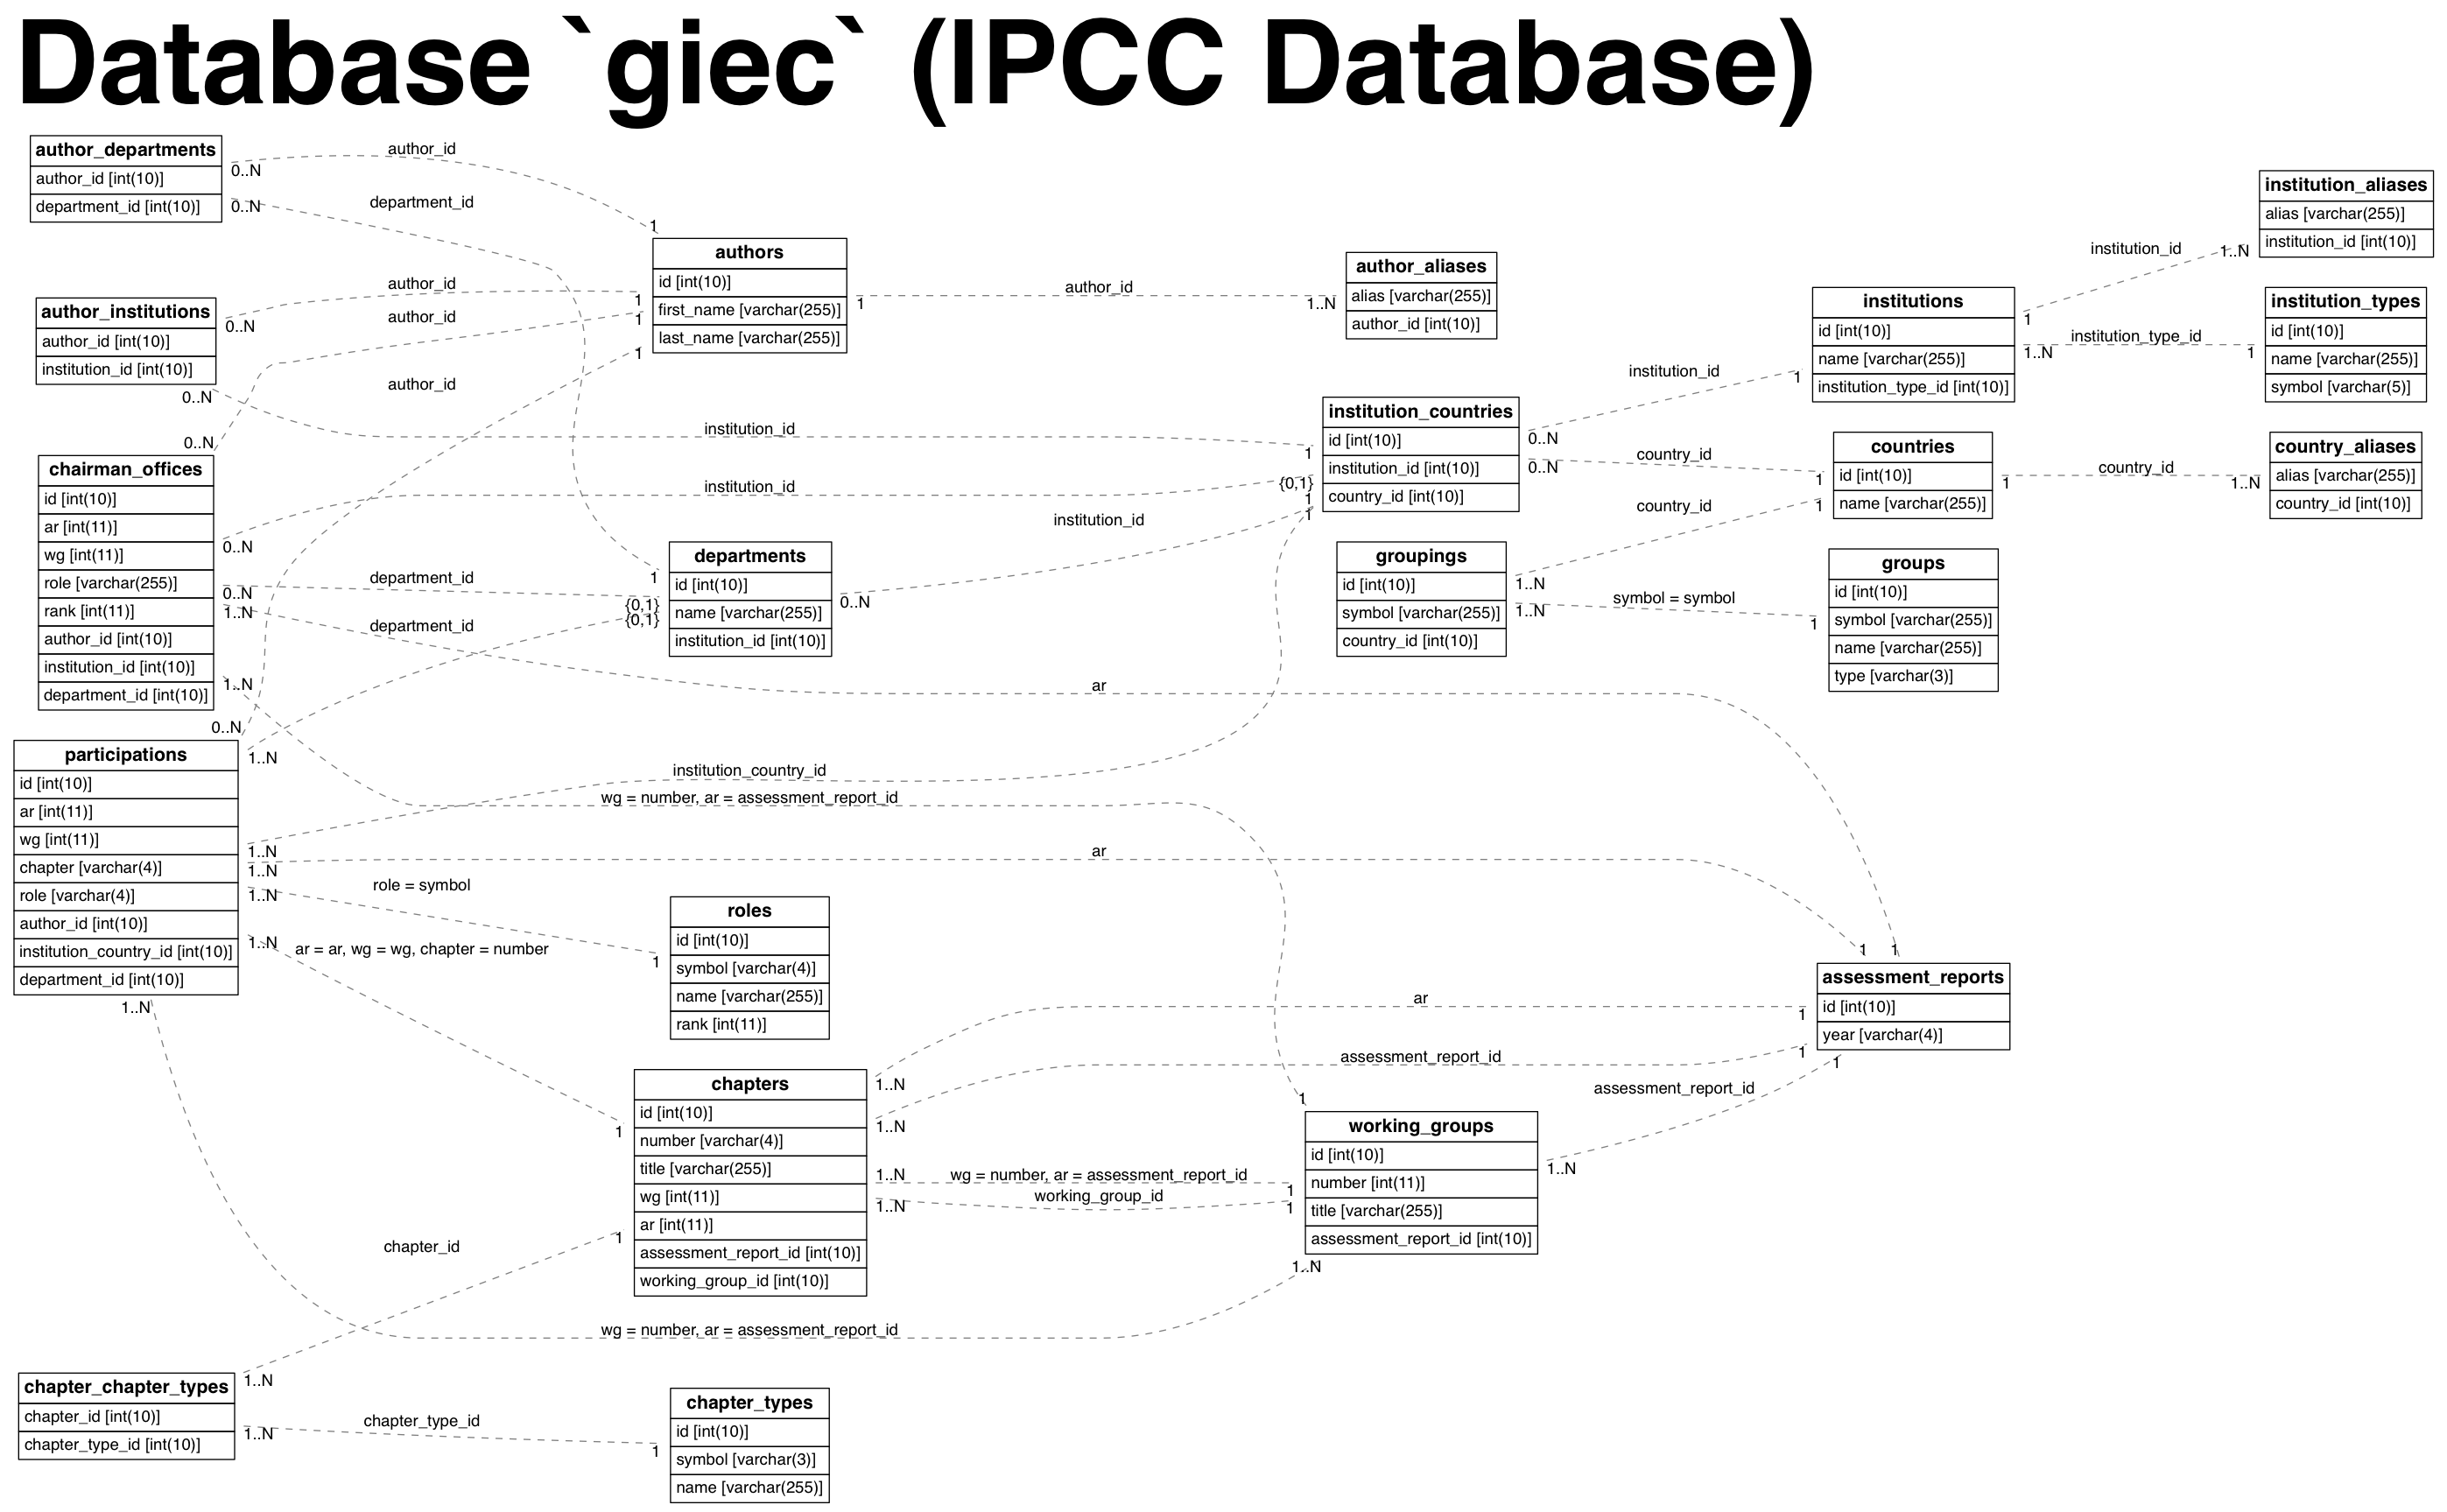 Database `giec` (IPCC Database)
author_departments
author_id [int(10)]
department_id [int(10)]
0..N
0..N
author_id
department_id
1
author_institutions
author_id [int(10)]
institution_id [int(10)]
0..N
0..N
author_id
author_id
author_id
authors
id [int(10)]
first_name [varchar(255)]
last_name [varchar(255)]
1
1
1
1
author_id
1..N
author_aliases
alias [varchar(255)]
author_id [int(10)]
institution_aliases
alias [varchar(255)]
institution_id [int(10)]
institution_id
1..N
institutions
id [int(10)]
name [varchar(255)]
institution_type_id [int(10)]
1
1..N
institution_type_id
1
institution_types
id [int(10)]
name [varchar(255)]
symbol [varchar(5)]
institution_id
1
institution_countries
id [int(10)]
institution_id [int(10)]
country_id [int(10)]
0..N
0..N
country_id
country_id
1
1
countries
id [int(10)]
name [varchar(255)]
1
country_id
1..N
country_aliases
alias [varchar(255)]
country_id [int(10)]
institution_id
institution_id
institution_id
1
{0,1}
1
1
chairman_offices
id [int(10)]
ar [int(11)]
wg [int(11)]
role [varchar(255)]
rank [int(11)]
author_id [int(10)]
institution_id [int(10)]
department_id [int(10)]
0..N
0..N
0..N
1..N
1..N
department_id
department_id
1
{0,1}
{0,1}
departments
id [int(10)]
name [varchar(255)]
institution_id [int(10)]
0..N
groupings
id [int(10)]
symbol [varchar(255)]
country_id [int(10)]
1..N
1..N
symbol = symbol
1
groups
id [int(10)]
symbol [varchar(255)]
name [varchar(255)]
type [varchar(3)]
ar
participations
id [int(10)]
ar [int(11)]
wg [int(11)]
chapter [varchar(4)]
role [varchar(4)]
author_id [int(10)]
institution_country_id [int(10)]
department_id [int(10)]
0..N
1..N
1..N
1..N
1..N
1..N
1..N
institution_country_id
wg = number, ar = assessment_report_id
ar
role = symbol
ar = ar, wg = wg, chapter = number
1
roles
id [int(10)]
symbol [varchar(4)]
name [varchar(255)]
rank [int(11)]
1
1
assessment_reports
id [int(10)]
year [varchar(4)]
1
1
1
ar
assessment_report_id
assessment_report_id
chapters
id [int(10)]
number [varchar(4)]
title [varchar(255)]
wg [int(11)]
ar [int(11)]
assessment_report_id [int(10)]
working_group_id [int(10)]
1
1
1..N
1..N
1..N
1..N
wg = number, ar = assessment_report_id
working_group_id
1
1
1
working_groups
id [int(10)]
number [int(11)]
title [varchar(255)]
assessment_report_id [int(10)]
1..N
1..N
chapter_id
wg = number, ar = assessment_report_id
chapter_chapter_types
chapter_id [int(10)]
chapter_type_id [int(10)]
1..N
1..N
chapter_type_id
1
chapter_types
id [int(10)]
symbol [varchar(3)]
name [varchar(255)]